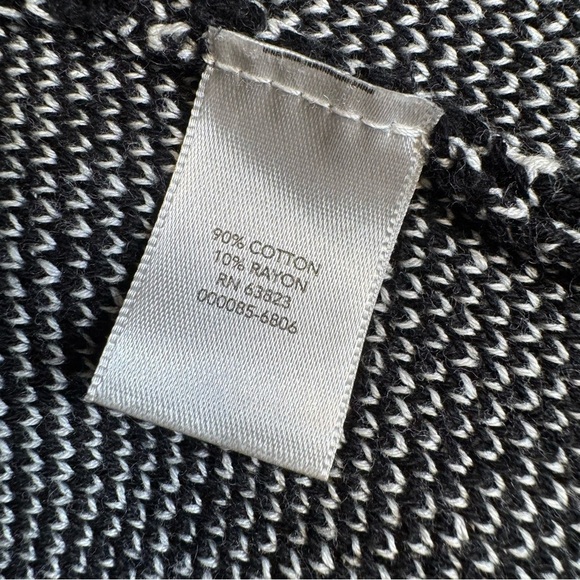 90% COTTON
10% RAYON
RN 63823
000085-6806